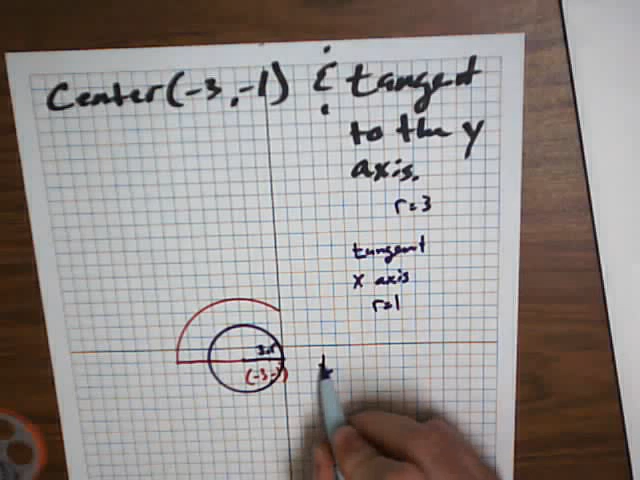 Center (-3, -1) & tangent
to the y
axis.
r=3
tangent
x axis
r=1
(-3,-1)